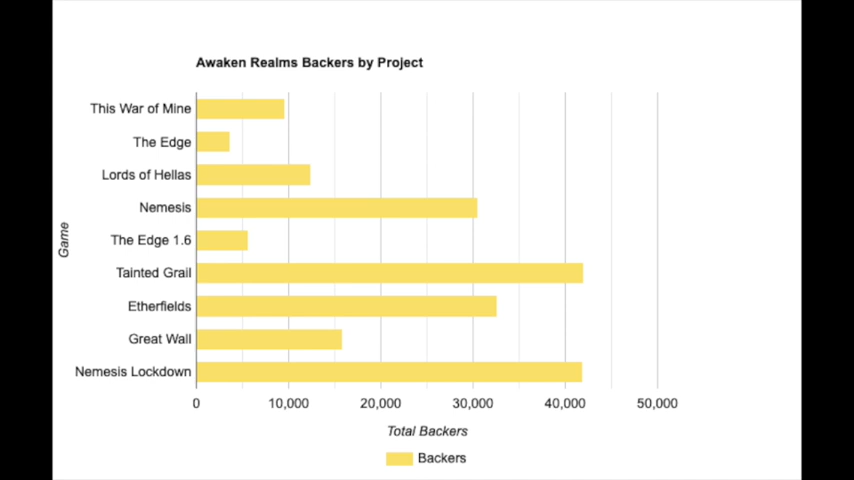 Awaken Realms Backers by Project
This War of Mine
The Edge
Lords of Hellas
Nemesis
The Edge 1.6
Tainted Grail
Etherfields
Great Wall
Nemesis Lockdown
Game
0 10,000 20,000 30,000 40,000 50,000
Total Backers
Backers